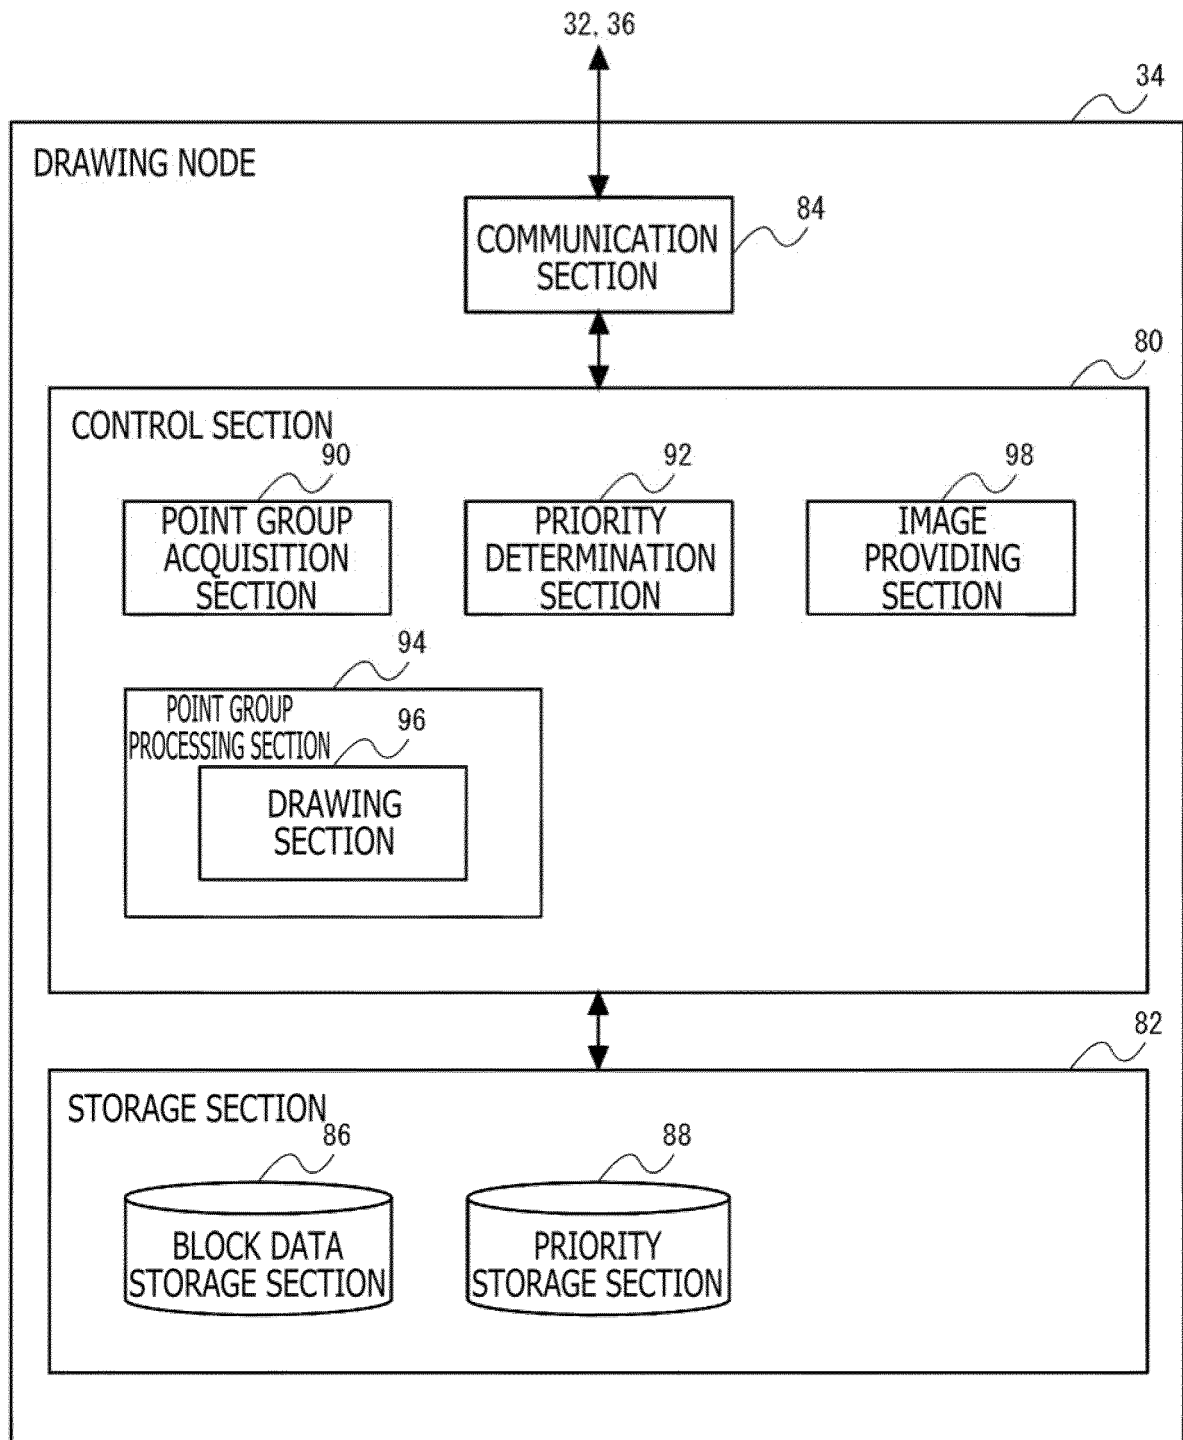 32, 36
34
DRAWING NODE
84
COMMUNICATION
SECTION
80
CONTROL SECTION
90
POINT GROUP
ACQUISITION
SECTION
92
PRIORITY
DETERMINATION
SECTION
98
IMAGE
PROVIDING
SECTION
94
POINT GROUP
PROCESSING SECTION
96
DRAWING
SECTION
82
STORAGE SECTION
86
BLOCK DATA
STORAGE SECTION
88
PRIORITY
STORAGE SECTION